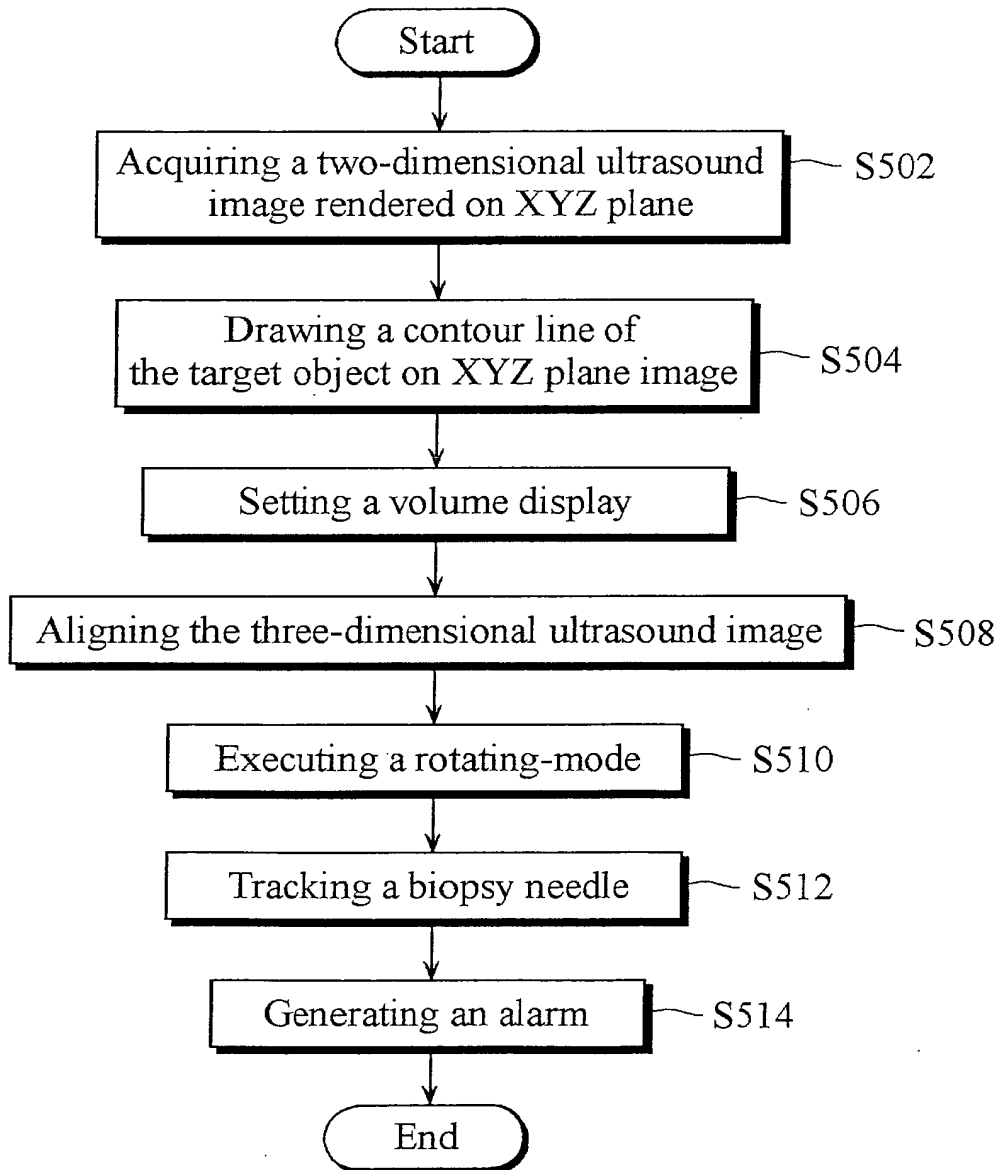 Start
Acquiring a two-dimensional ultrasound
image rendered on XYZ plane
S502
Drawing a contour line of
the target object on XYZ plane image
S504
Setting a volume display
S506
Aligning the three-dimensional ultrasound image
S508
Executing a rotating-mode
S510
Tracking a biopsy needle
S512
Generating an alarm
S514
End